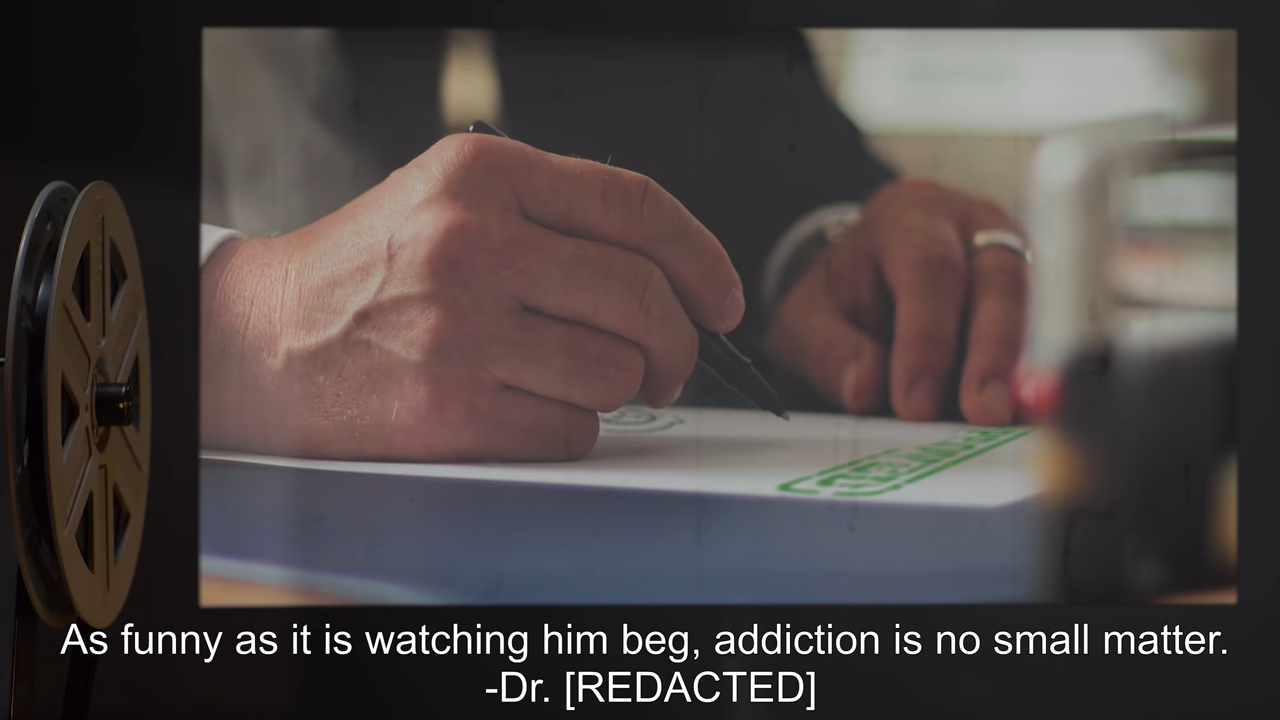 As funny as it is watching him beg, addiction is no small matter.
-Dr. [REDACTED]